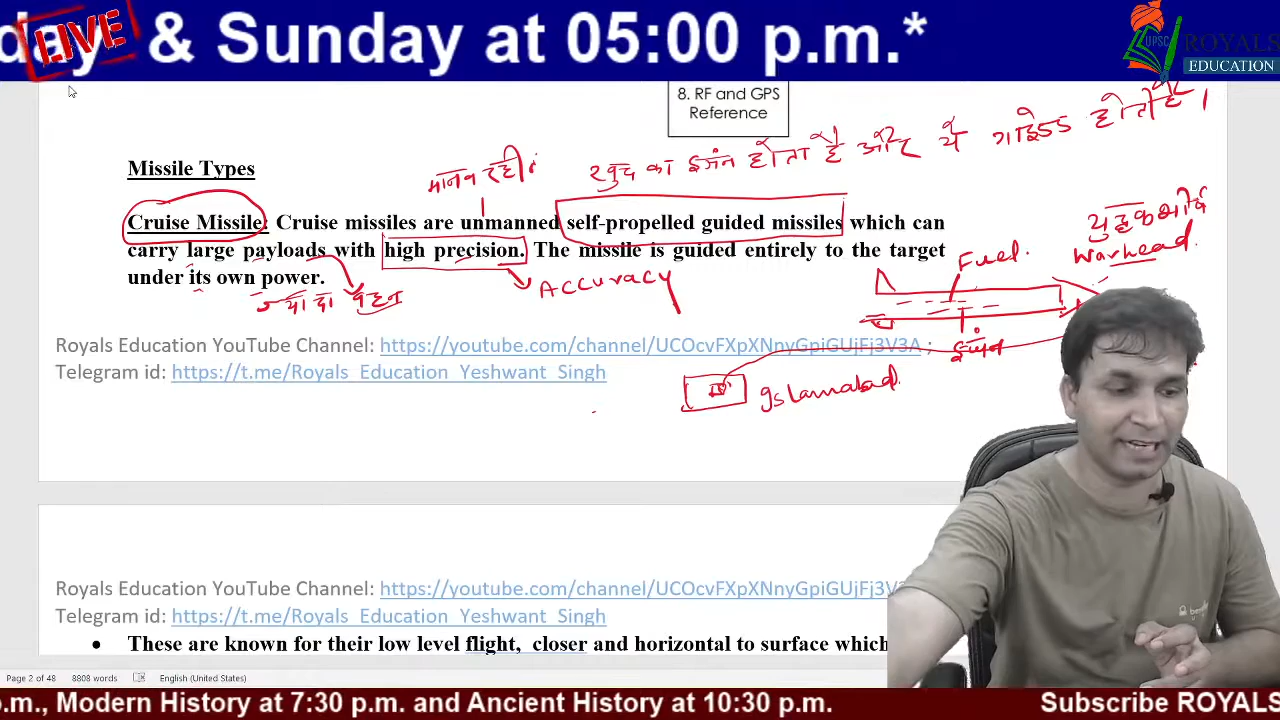 day & Sunday at 05:00 p.m.*
LIVE
UPSC
ROYALS
EDUCATION
8. RF and GPS
Reference
खुद का इंजन होता है और ये गाइडेड होती है।
Missile Types
मानव रहित
Cruise Missile: Cruise missiles are unmanned self-propelled guided missiles which can
carry large payloads with high precision. The missile is guided entirely to the target
under its own power.
ज्यादा वहन
Accuracy
Fuel.
Warhead.
इंजन
Islamabad.
Royals Education YouTube Channel: https://youtube.com/channel/UCOcvFXpXNnyGpiGUjFj3V3A ;
Telegram id: https://t.me/Royals_Education_Yeshwant_Singh
Royals Education YouTube Channel: https://youtube.com/channel/UCOcvFXpXNnyGpiGUjFj3V
Telegram id: https://t.me/Royals_Education_Yeshwant_Singh
• These are known for their low level flight, closer and horizontal to surface which
Page 2 of 48 8808 words English (United States)
p.m., Modern History at 7:30 p.m. and Ancient History at 10:30 p.m. Subscribe ROYALS